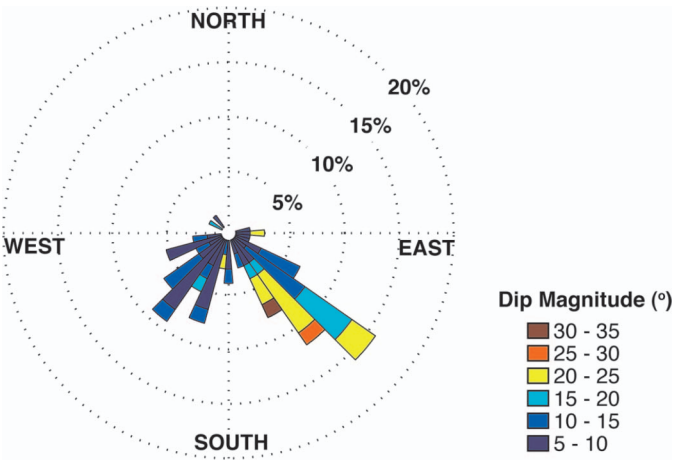 NORTH
20%
15%
10%
5%
WEST
EAST
SOUTH
Dip Magnitude (º)
30 - 35
25 - 30
20 - 25
15 - 20
10 - 15
5 - 10